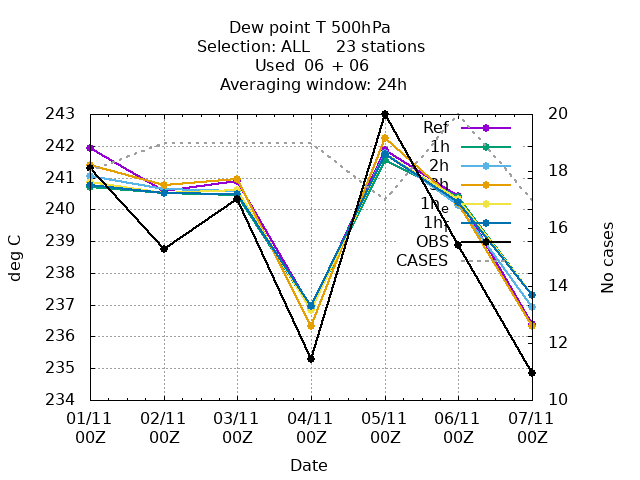 Dew point T 500hPa
Selection: ALL 23 stations
Used 06 + 06
Averaging window: 24h
243
242
241
240
239
238
237
236
235
234
deg C
20
18
16
14
12
10
No cases
Ref
1h
2h
3h
1h_e
OBS
CASES
01/11 02/11 03/11 04/11 05/11 06/11 07/11
00Z 00Z 00Z 00Z 00Z 00Z 00Z
Date